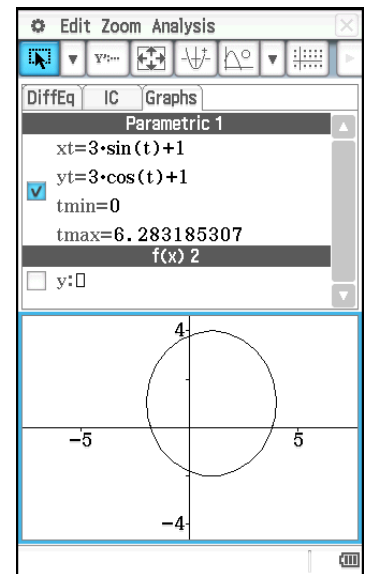 Edit Zoom Analysis
Y=:···
DiffEq IC Graphs
Parametric 1
xt=3·sin(t)+1
yt=3·cos(t)+1
tmin=0
tmax=6.283185307
f(x) 2
y:▯
4
-5 5
-4